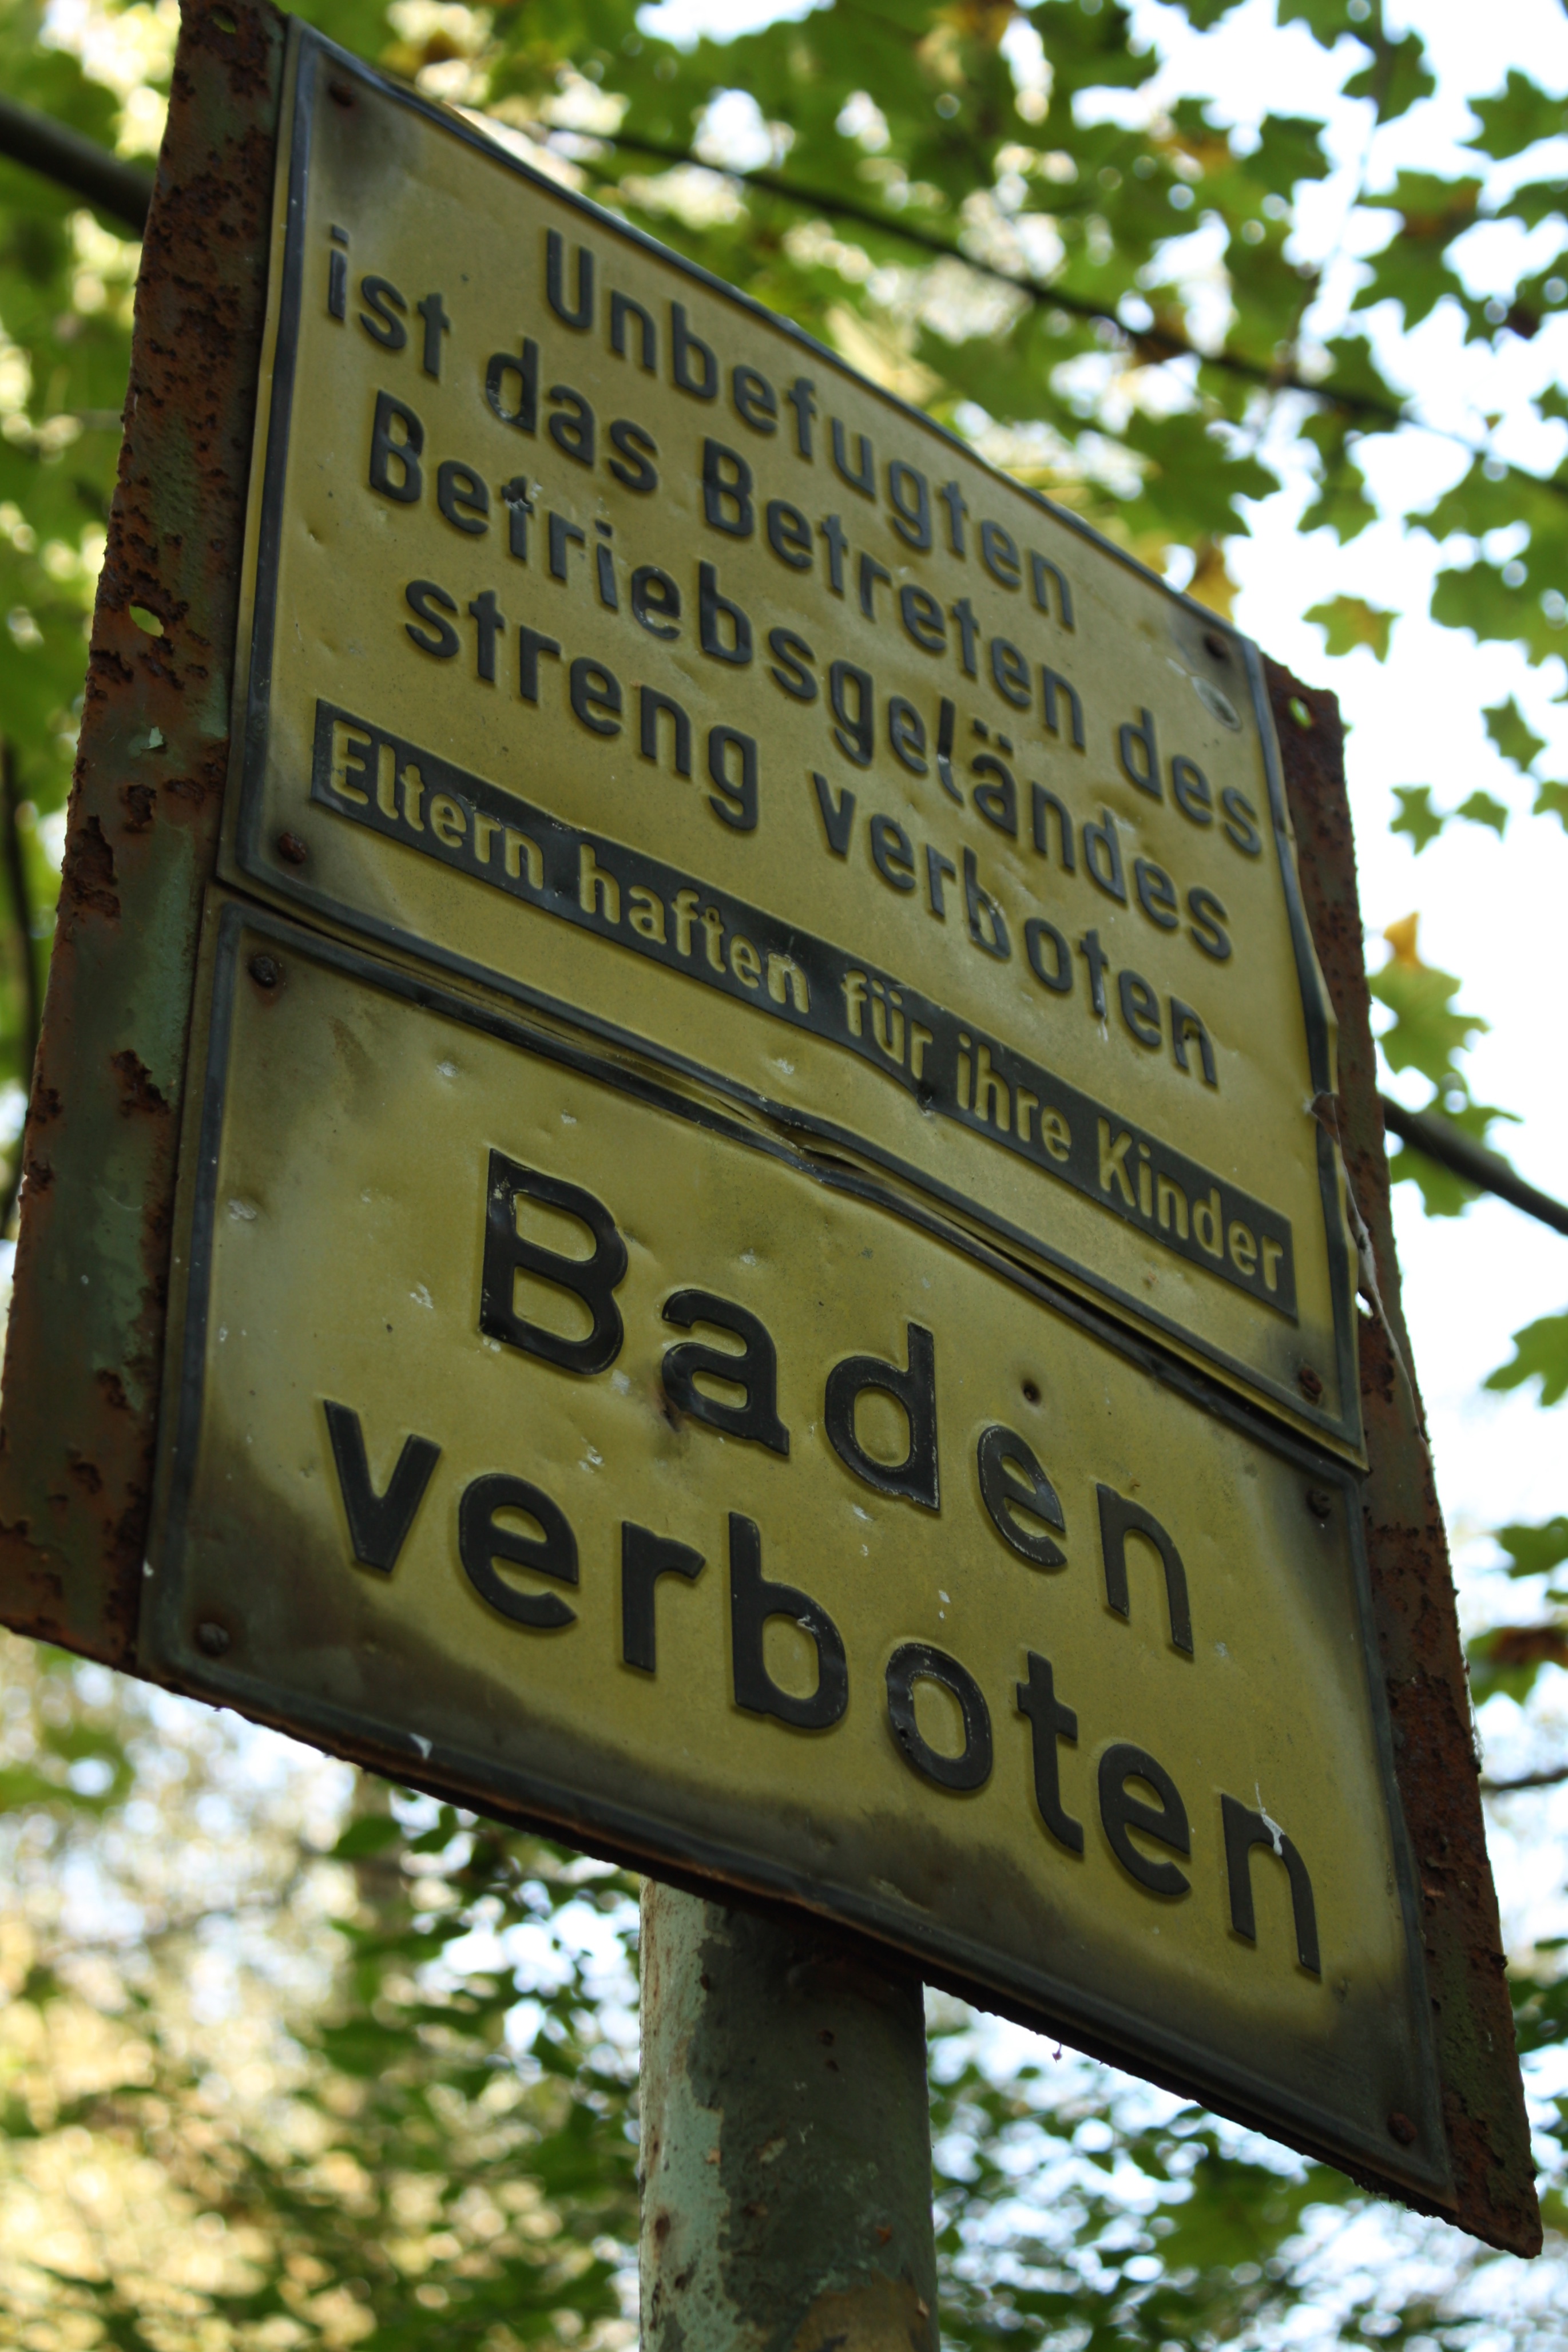 Unbefugten
ist das Betreten des
Betriebsgeländes
streng verboten
Eltern haften für ihre Kinder
Baden
verboten